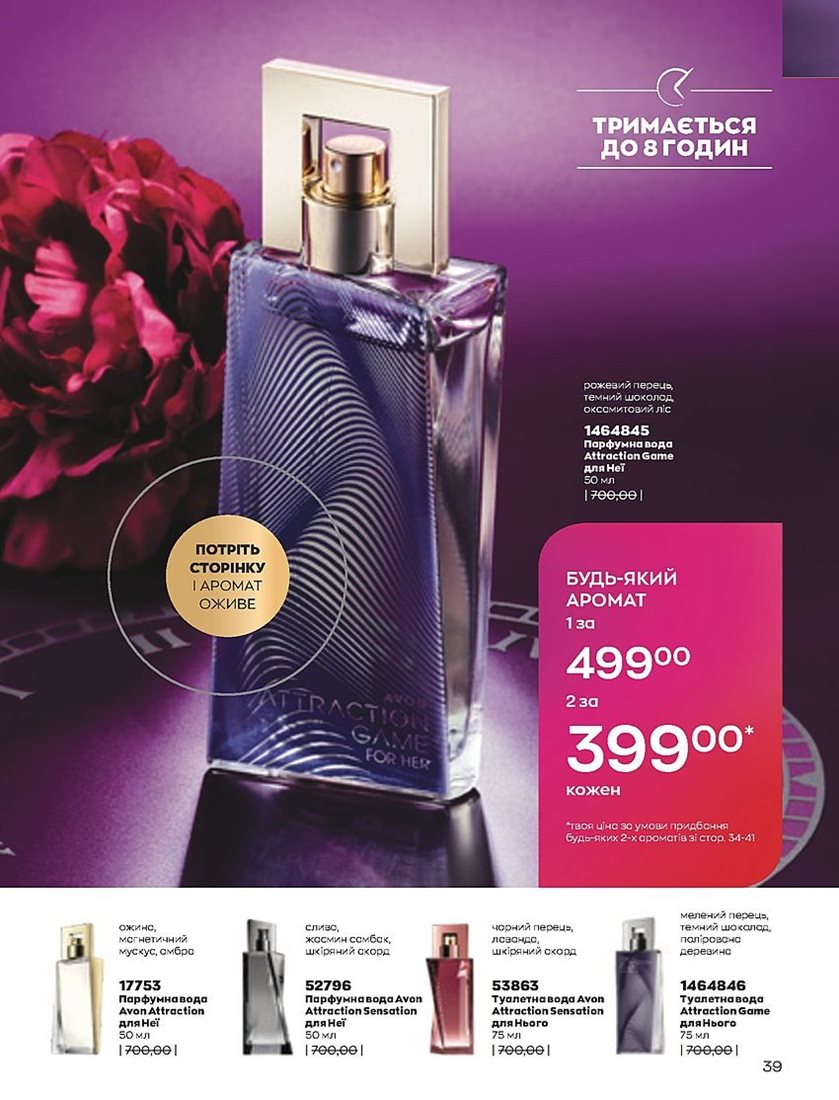 ТРИМАЄТЬСЯ
ДО 8 ГОДИН
рожевий перець,
темний шоколад,
оксамитовий ліс
1464845
Парфумна вода
Attraction Game
для Неї
50 мл
| 700,00 |
ПОТРІТЬ
СТОРІНКУ
І АРОМАТ
ОЖИВЕ
AVON
ATTRACTION
GAME
FOR HER
БУДЬ-ЯКИЙ
АРОМАТ
1 за
499⁰⁰
2 за
399⁰⁰*
кожен
*твоя ціна за умови придбання
будь-яких 2-х ароматів зі стор. 34-41
ожина,
магнетичний
мускус, амбра
17753
Парфумна вода
Avon Attraction
для Неї
50 мл
| 700,00 |
слива,
жасмин самбак,
шкіряний акорд
52796
Парфумна вода Avon
Attraction Sensation
для Неї
50 мл
| 700,00 |
чорний перець,
лаванда,
шкіряний акорд
53863
Туалетна вода Avon
Attraction Sensation
для Нього
75 мл
| 700,00 |
мелений перець,
темний шоколад,
полірована
деревина
1464846
Туалетна вода
Attraction Game
для Нього
75 мл
| 700,00 |
39